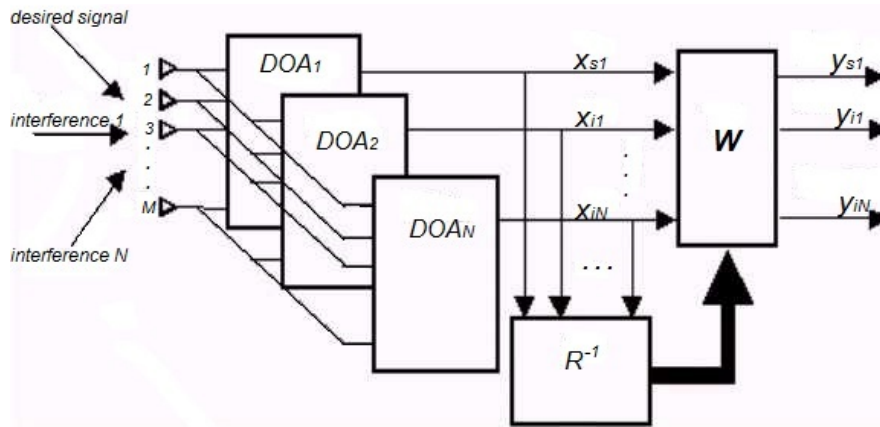 desired signal
interference 1
interference N
1
2
3
.
.
.
M
DOA1
DOA2
DOAN
xs1
xi1
.
.
.
xiN
...
R-1
W
ys1
yi1
yiN